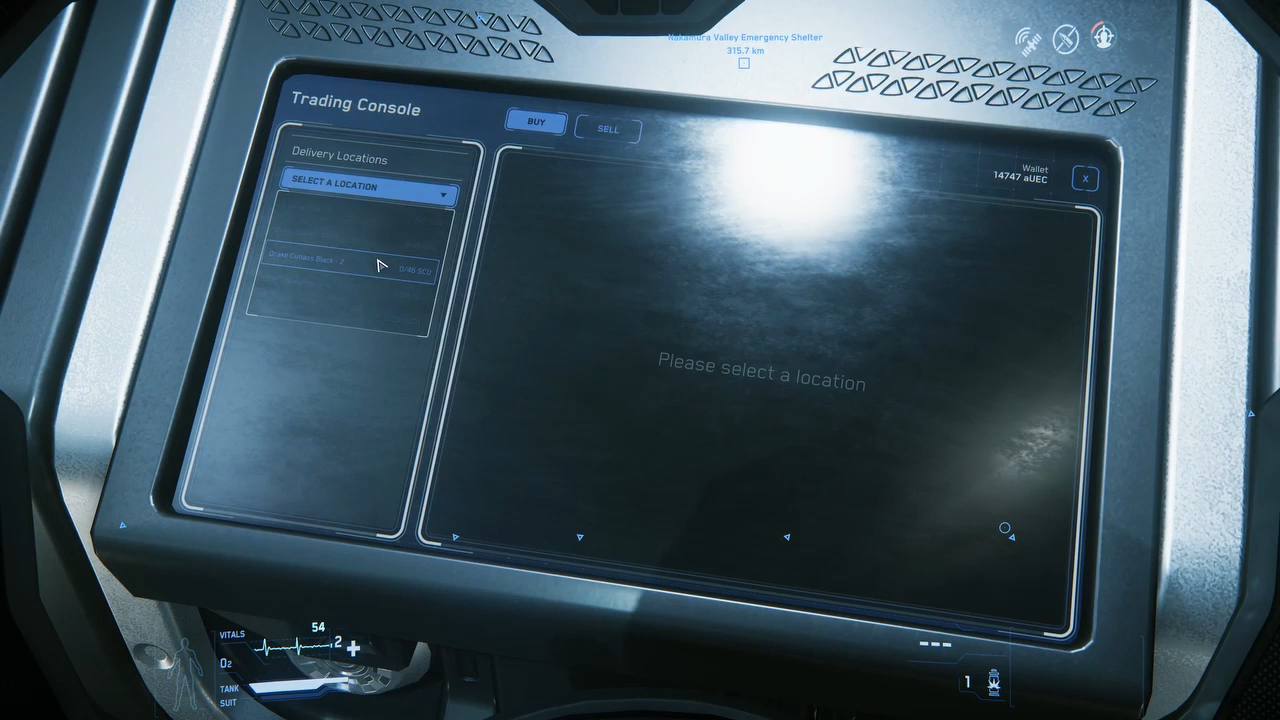 Nakamura Valley Emergency Shelter
315.7 km
Trading Console
BUY
SELL
Delivery Locations
SELECT A LOCATION
Wallet
14747 aUEC
X
Drake Cutlass Black - 2
0/46 SCU
Please select a location
VITALS
54
.2
O2
TANK
SUIT
1